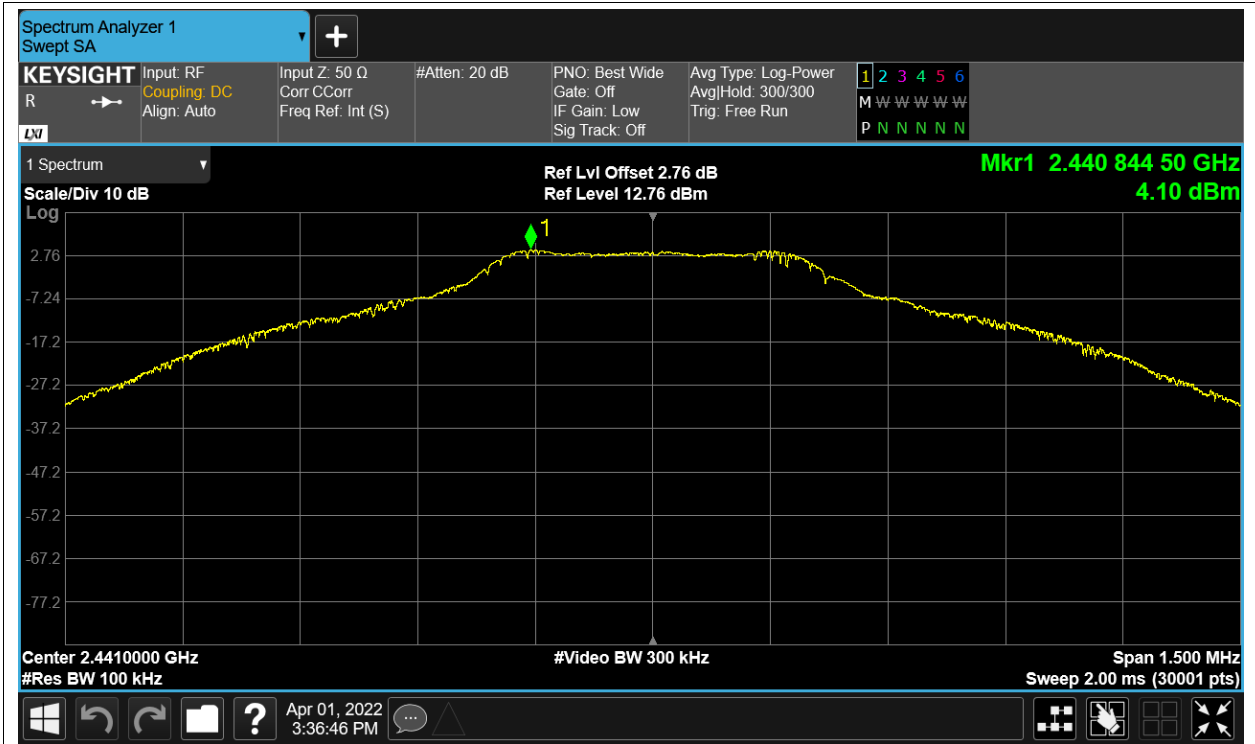 Spectrum Analyzer 1
Swept SA
KEYSIGHT
R
LXI
Input: RF
Coupling: DC
Align: Auto
Input Z: 50 Ω
Corr CCorr
Freq Ref: Int (S)
#Atten: 20 dB
PNO: Best Wide
Gate: Off
IF Gain: Low
Sig Track: Off
Avg Type: Log-Power
Avg|Hold: 300/300
Trig: Free Run
1 2 3 4 5 6
M W W W W W
P N N N N N
1 Spectrum
Scale/Div 10 dB
Log
Ref Lvl Offset 2.76 dB
Ref Level 12.76 dBm
Mkr1 2.440 844 50 GHz
4.10 dBm
1
2.76
-7.24
-17.2
-27.2
-37.2
-47.2
-57.2
-67.2
-77.2
Center 2.4410000 GHz
#Res BW 100 kHz
#Video BW 300 kHz
Span 1.500 MHz
Sweep 2.00 ms (30001 pts)
?
Apr 01, 2022
3:36:46 PM